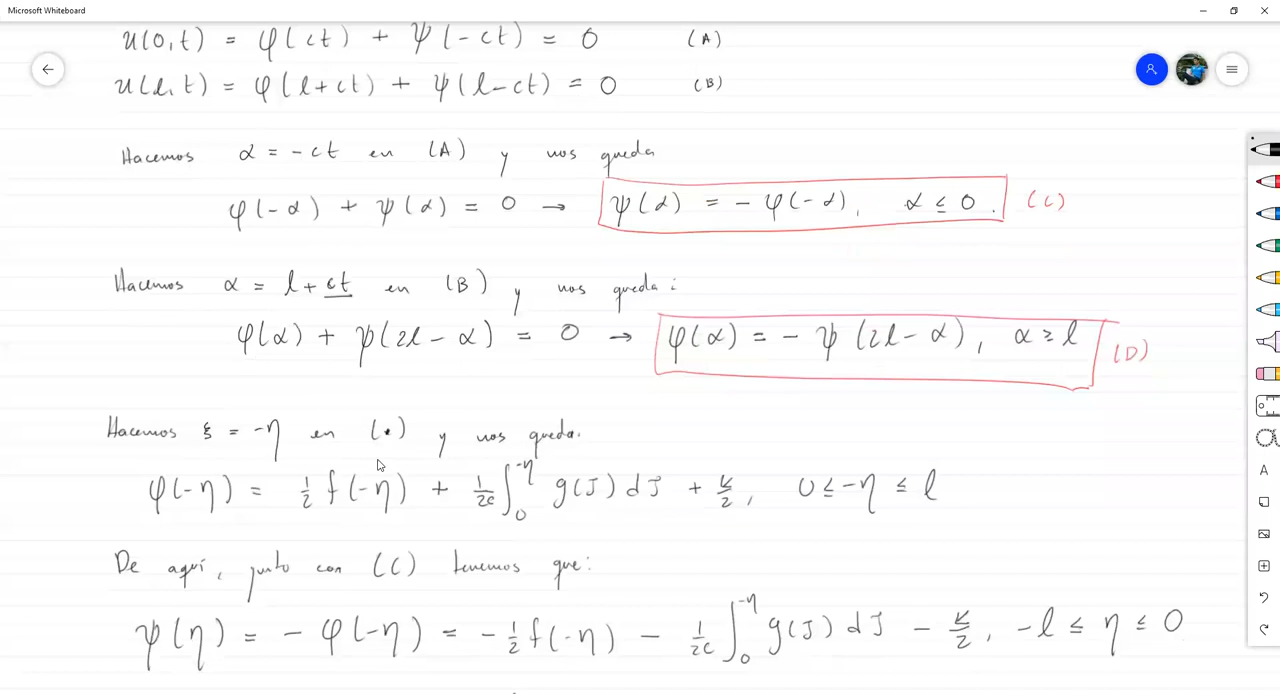 Microsoft Whiteboard
u(0,t) = φ(ct) + ψ(-ct) = 0 (A)
u(l,t) = φ(l+ct) + ψ(l-ct) = 0 (B)
Hacemos α = -ct en (A) y nos queda
φ(-α) + ψ(α) = 0 → ψ(α) = -φ(-α), α ≤ 0. (C)
Hacemos α = l+ct en (B) y nos queda:
φ(α) + ψ(2l-α) = 0 → φ(α) = -ψ(2l-α), α ≥ l (D)
Hacemos ξ = -η en (*) y nos queda.
φ(-η) = 1/2 f(-η) + 1/2c ∫₀^-η g(ζ) dζ + K/2, 0 ≤ -η ≤ l
De aquí, junto con (C) tenemos que:
ψ(η) = -φ(-η) = -1/2 f(-η) - 1/2c ∫₀^-η g(ζ) dζ - K/2, -l ≤ η ≤ 0
A